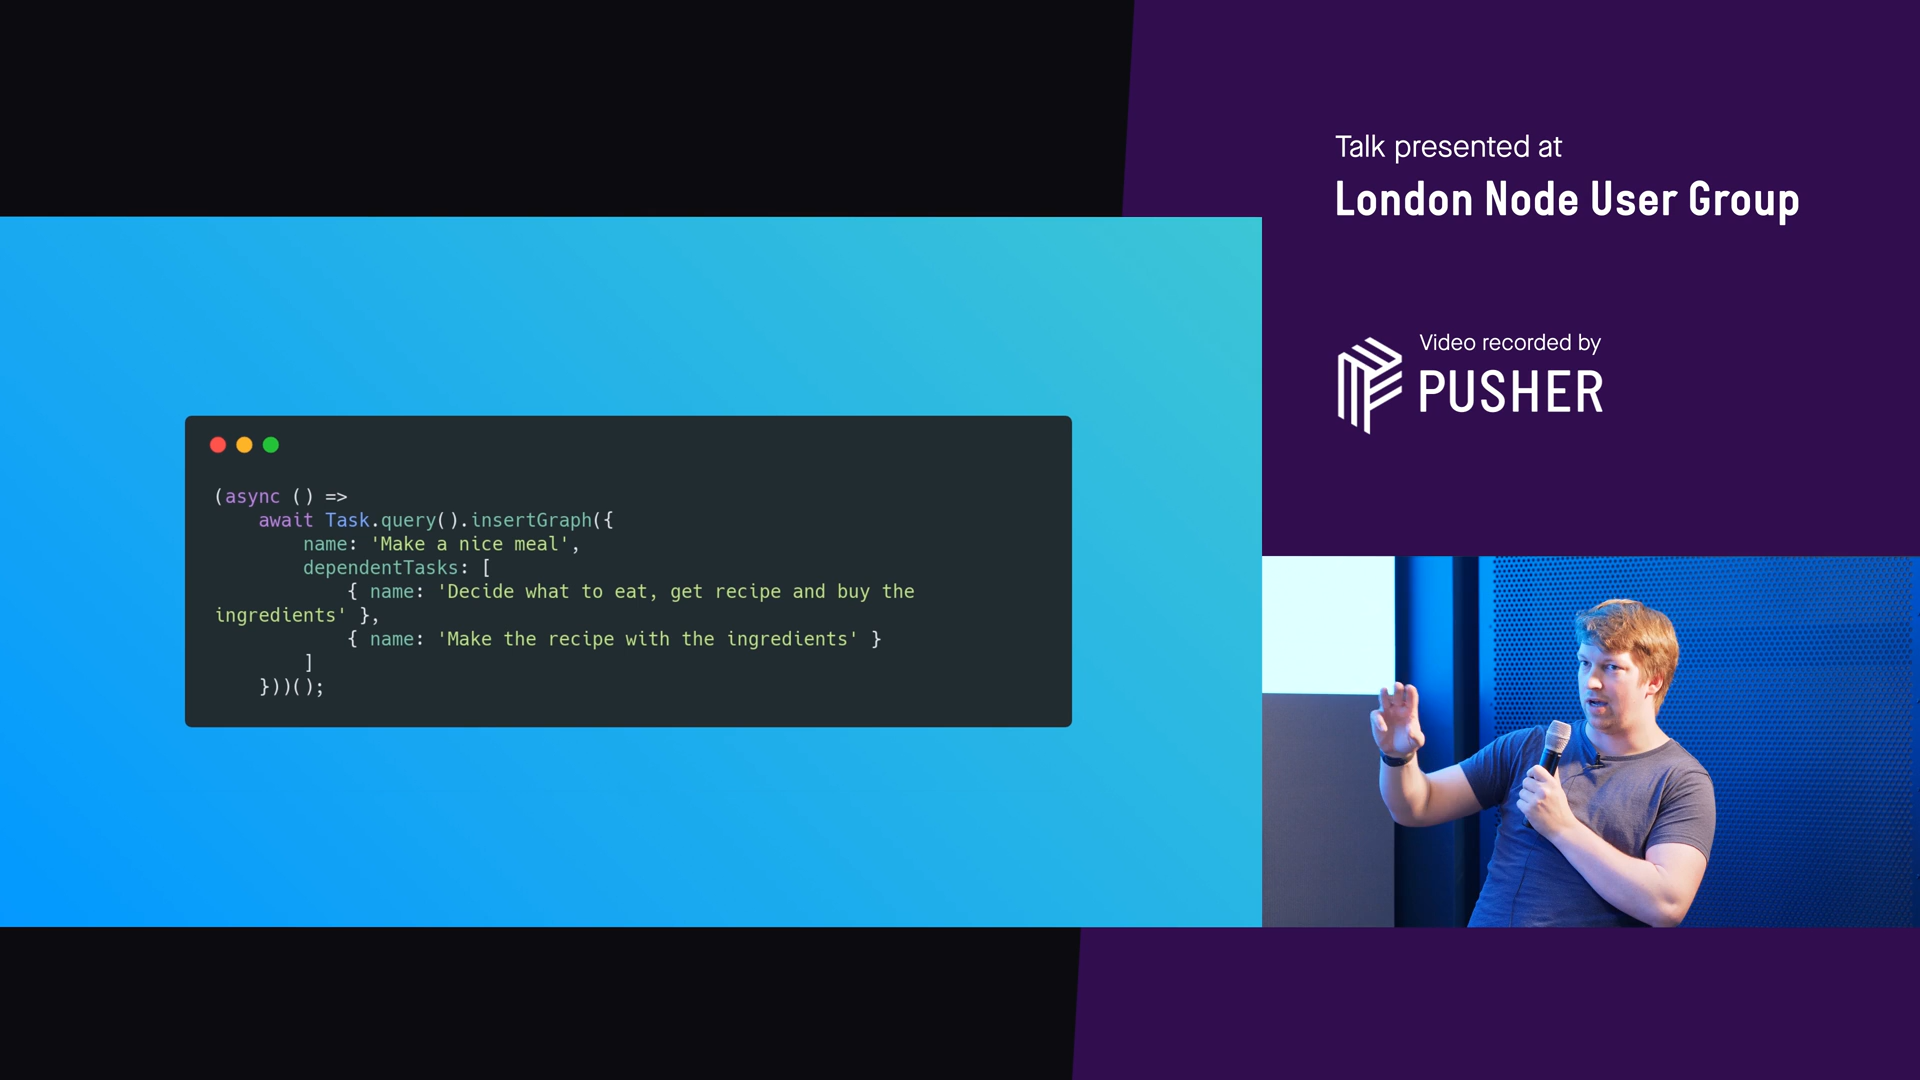 Talk presented at
London Node User Group
Video recorded by
PUSHER
(async () =>
    await Task.query().insertGraph({
        name: 'Make a nice meal',
        dependentTasks: [
            { name: 'Decide what to eat, get recipe and buy the
ingredients' },
            { name: 'Make the recipe with the ingredients' }
        ]
    }))();